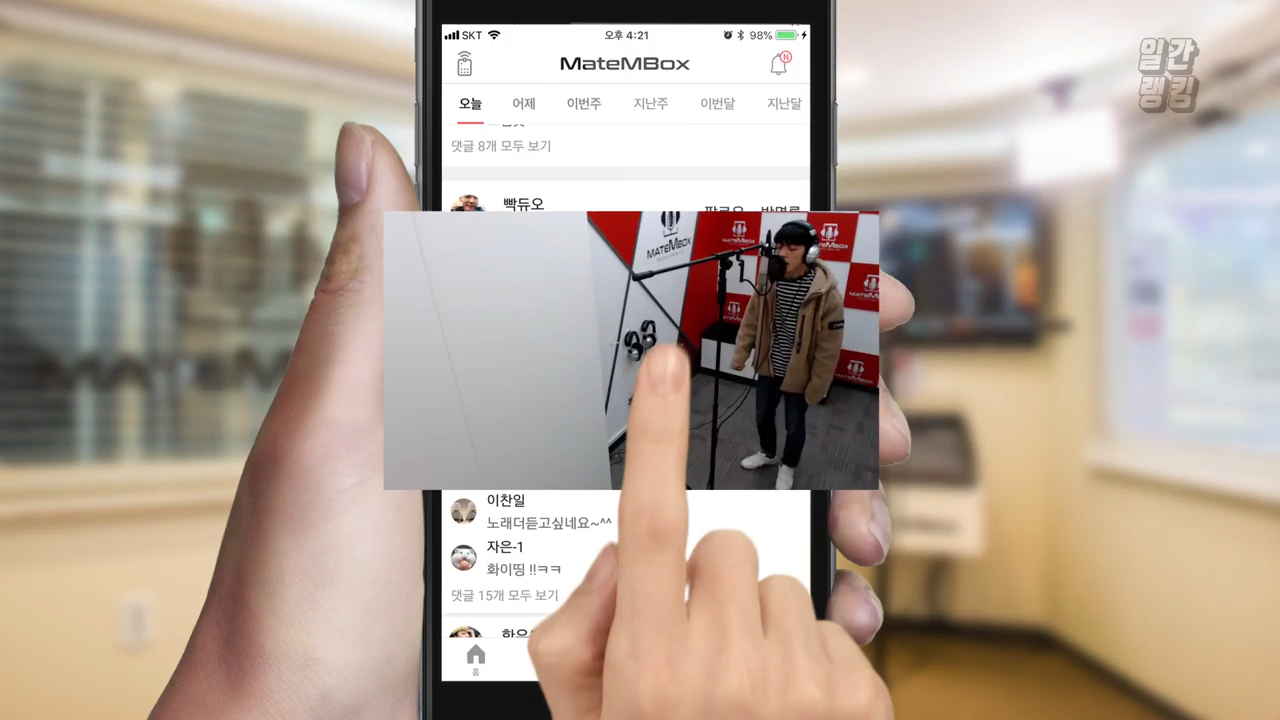 일간
랭킹
SKT 오후 4:21 98%
MateMBox
N
오늘 어제 이번주 지난주 이번달 지난달
댓글 8개 모두 보기
빡듀오
MATEMBOX
MATEMBOX
MATEMBOX
MATEMBOX
이찬일
노래더듣고싶네요~^^
자은-1
화이띵 !!ㅋㅋ
댓글 15개 모두 보기
홈